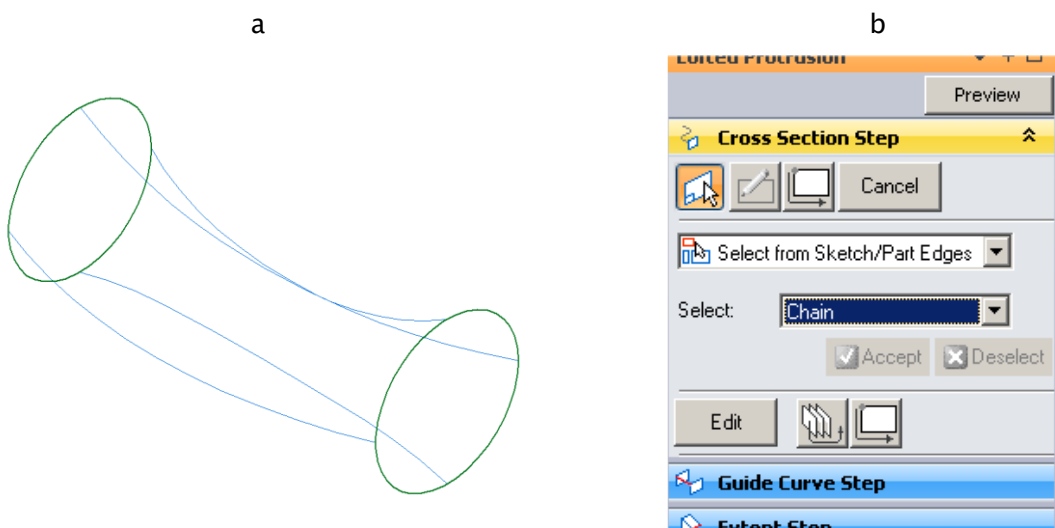 a
b
Lofted Protrusion
Preview
Cross Section Step
Cancel
Select from Sketch/Part Edges
Select:
Chain
Accept
Deselect
Edit
Guide Curve Step
Extent Step